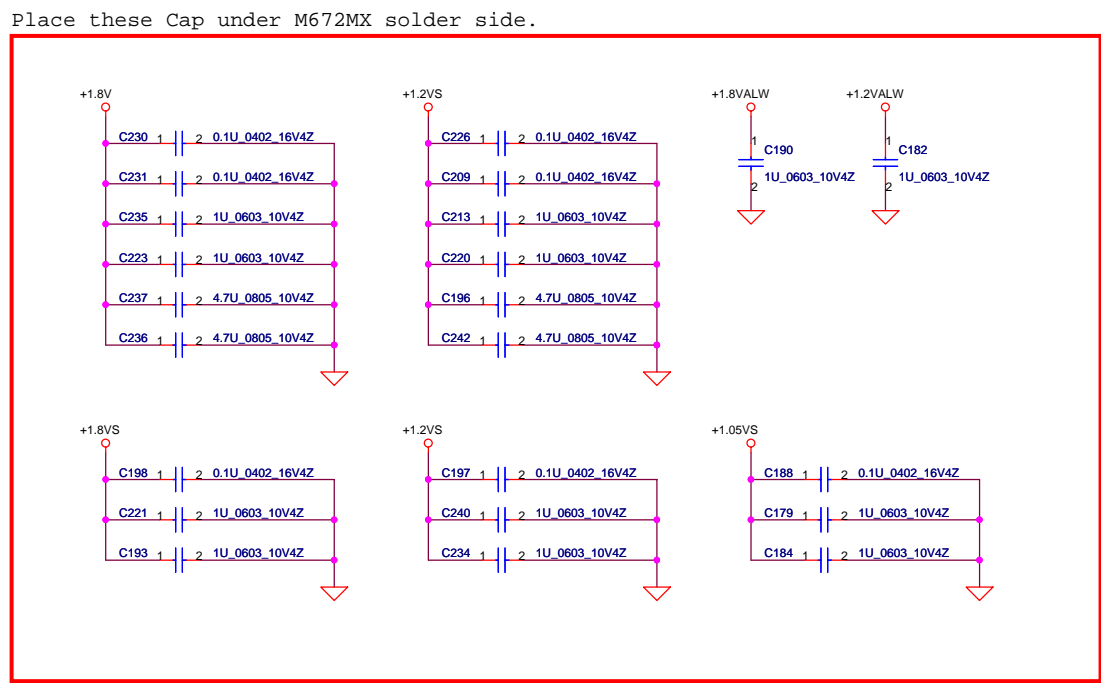 Place these Cap under M672MX solder side.
+1.8V
C230 1 2 0.1U_0402_16V4Z
C231 1 2 0.1U_0402_16V4Z
C235 1 2 1U_0603_10V4Z
C223 1 2 1U_0603_10V4Z
C237 1 2 4.7U_0805_10V4Z
C236 1 2 4.7U_0805_10V4Z
+1.2VS
C226 1 2 0.1U_0402_16V4Z
C209 1 2 0.1U_0402_16V4Z
C213 1 2 1U_0603_10V4Z
C220 1 2 1U_0603_10V4Z
C196 1 2 4.7U_0805_10V4Z
C242 1 2 4.7U_0805_10V4Z
+1.8VALW
1
C190
1U_0603_10V4Z
2
+1.2VALW
1
C182
1U_0603_10V4Z
2
+1.8VS
C198 1 2 0.1U_0402_16V4Z
C221 1 2 1U_0603_10V4Z
C193 1 2 1U_0603_10V4Z
+1.2VS
C197 1 2 0.1U_0402_16V4Z
C240 1 2 1U_0603_10V4Z
C234 1 2 1U_0603_10V4Z
+1.05VS
C188 1 2 0.1U_0402_16V4Z
C179 1 2 1U_0603_10V4Z
C184 1 2 1U_0603_10V4Z